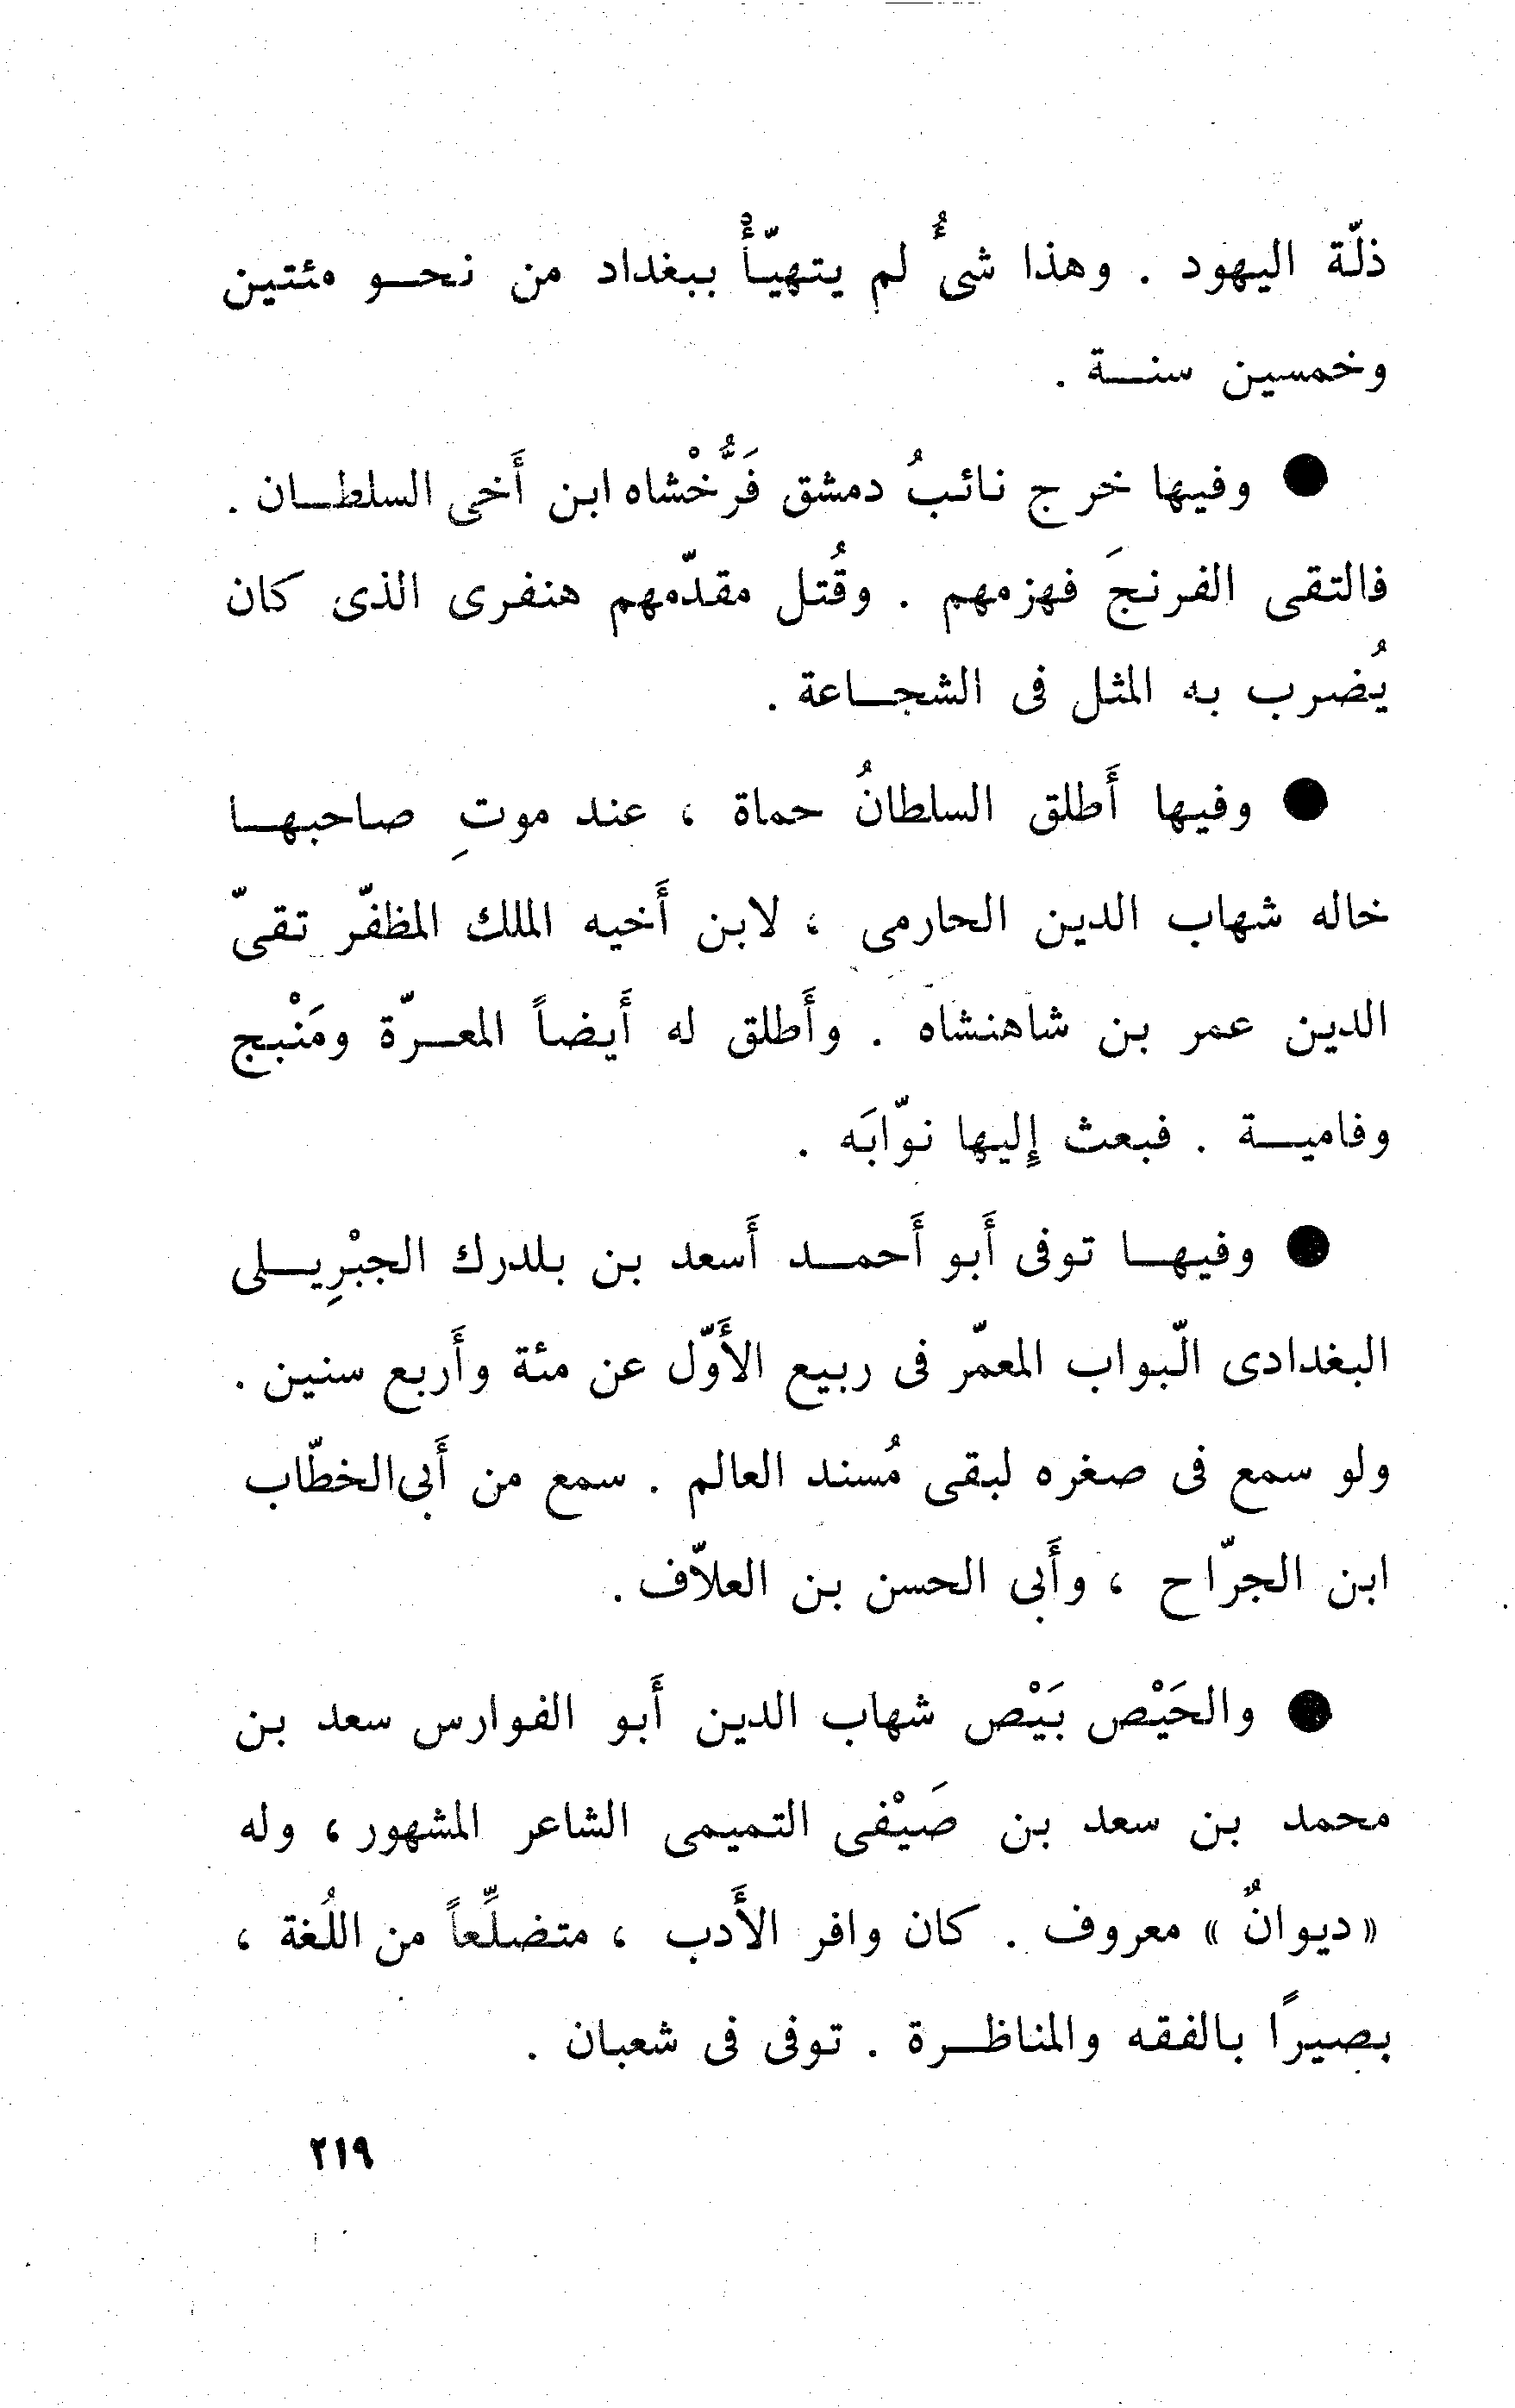 ذلّة اليهود . وهذا شىءٌ لم يتهيّأْ ببغداد من نحو مئتين
وخمسين سنة .
● وفيها خرج نائبُ دمشق فَرُّخْشاه ابن أَخى السلطان .
فالتقى الفرنجَ فهزمهم . وقُتل مقدّمهم هنفرى الذى كان
يُضرب به المثل فى الشجاعة .
● وفيها أَطلق السلطانُ حماة ، عند موتِ صاحبها
خاله شهاب الدين الحارمى ، لابن أَخيه الملك المظفّر تقىّ
الدين عمر بن شاهنشاه . وأَطلق له أَيضاً المعرّة ومَنْبج
وفامية . فبعث إِليها نوّابَه .
● وفيها توفى أَبو أَحمد أَسعد بن بلدرك الجبْرِيلى
البغدادى الّبواب المعمّر فى ربيع الأَوّل عن مئة وأَربع سنين .
ولو سمع فى صغره لبقى مُسند العالم . سمع من أَبى الخطّاب
ابن الجرّاح ، وأَبى الحسن بن العلاّف .
● والحَيْص بَيْص شهاب الدين أَبو الفوارس سعد بن
محمد بن سعد بن صَيْفى التميمى الشاعر المشهور ، وله
« ديوانٌ » معروف . كان وافر الأَدب ، متضلِّعاً من اللُغة ،
بصيرًا بالفقه والمناظرة . توفى فى شعبان .
٢١٩